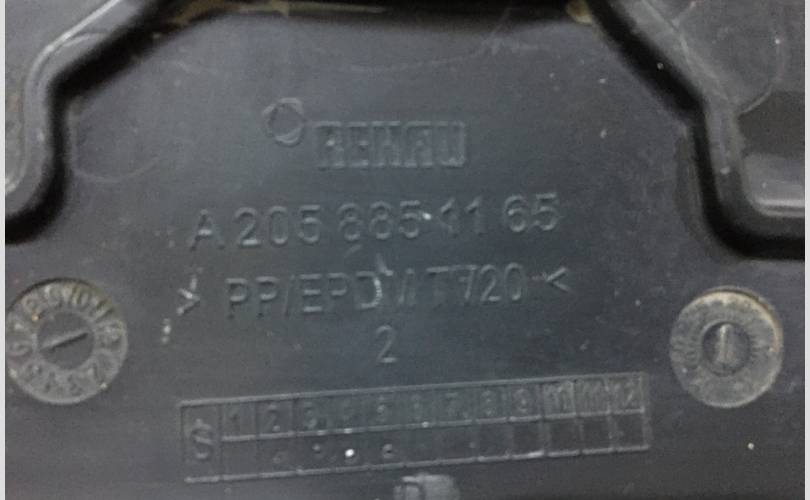 REHAU
A 205 885 11 65
>PP/EPDM T20<
2
1 2 3 4 5 6 7 8 9 10 11 12